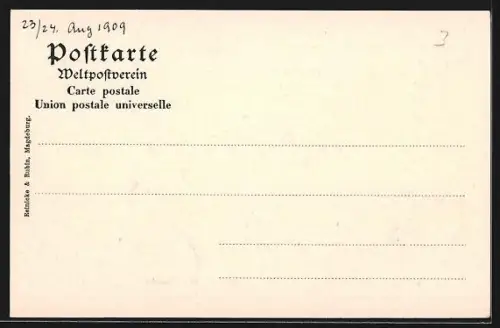 23/24. Aug 1909
3
Postkarte
Weltpostverein
Carte postale
Union postale universelle
Reinicke & Rubin, Magdeburg.